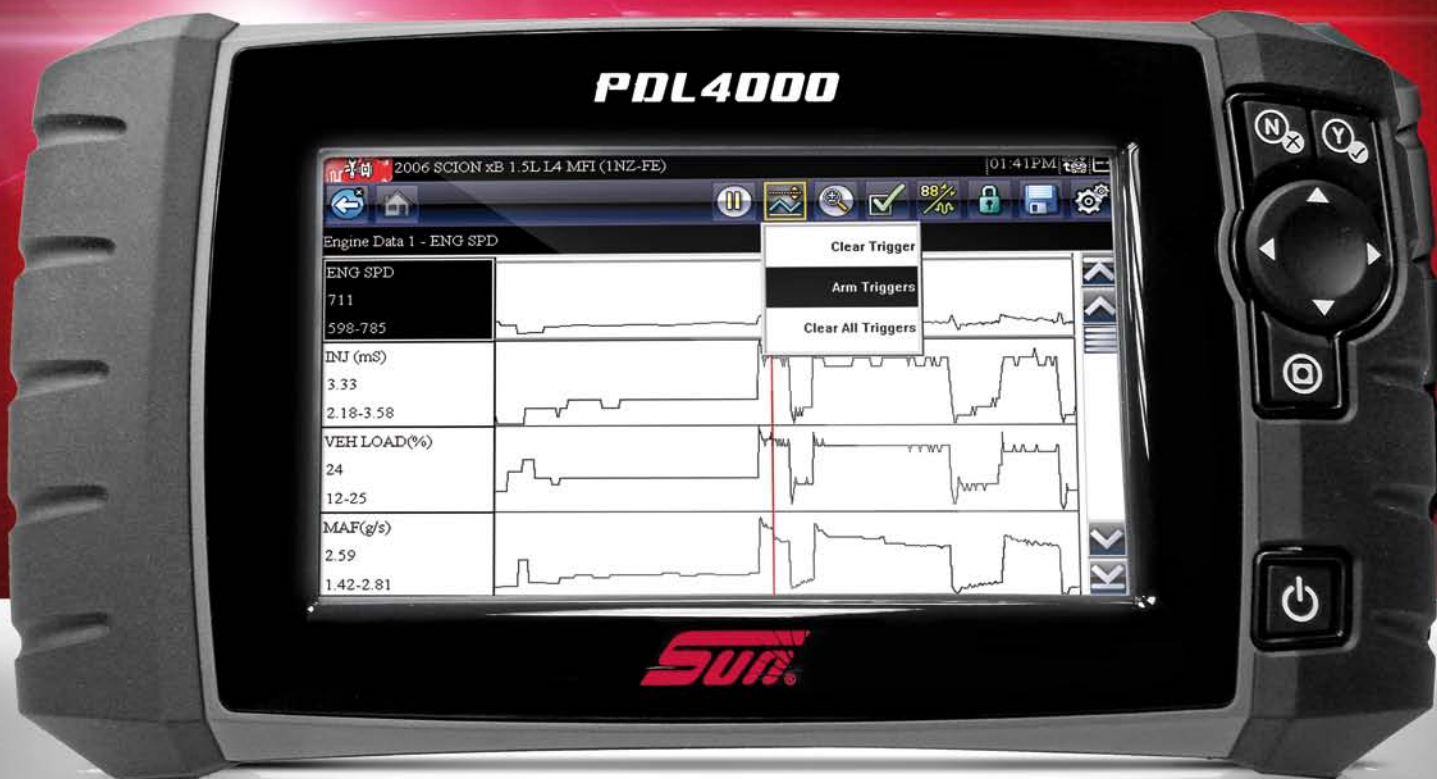 PDL4000
2006 SCION xB 1.5L L4 MFI (1NZ-FE)
01:41PM
Engine Data 1 - ENG SPD
Clear Trigger
Arm Triggers
Clear All Triggers
ENG SPD
711
598-785
INJ (mS)
3.33
2.18-3.58
VEH LOAD(%)
24
12-25
MAF(g/s)
2.59
1.42-2.81
N
Y
Sun®